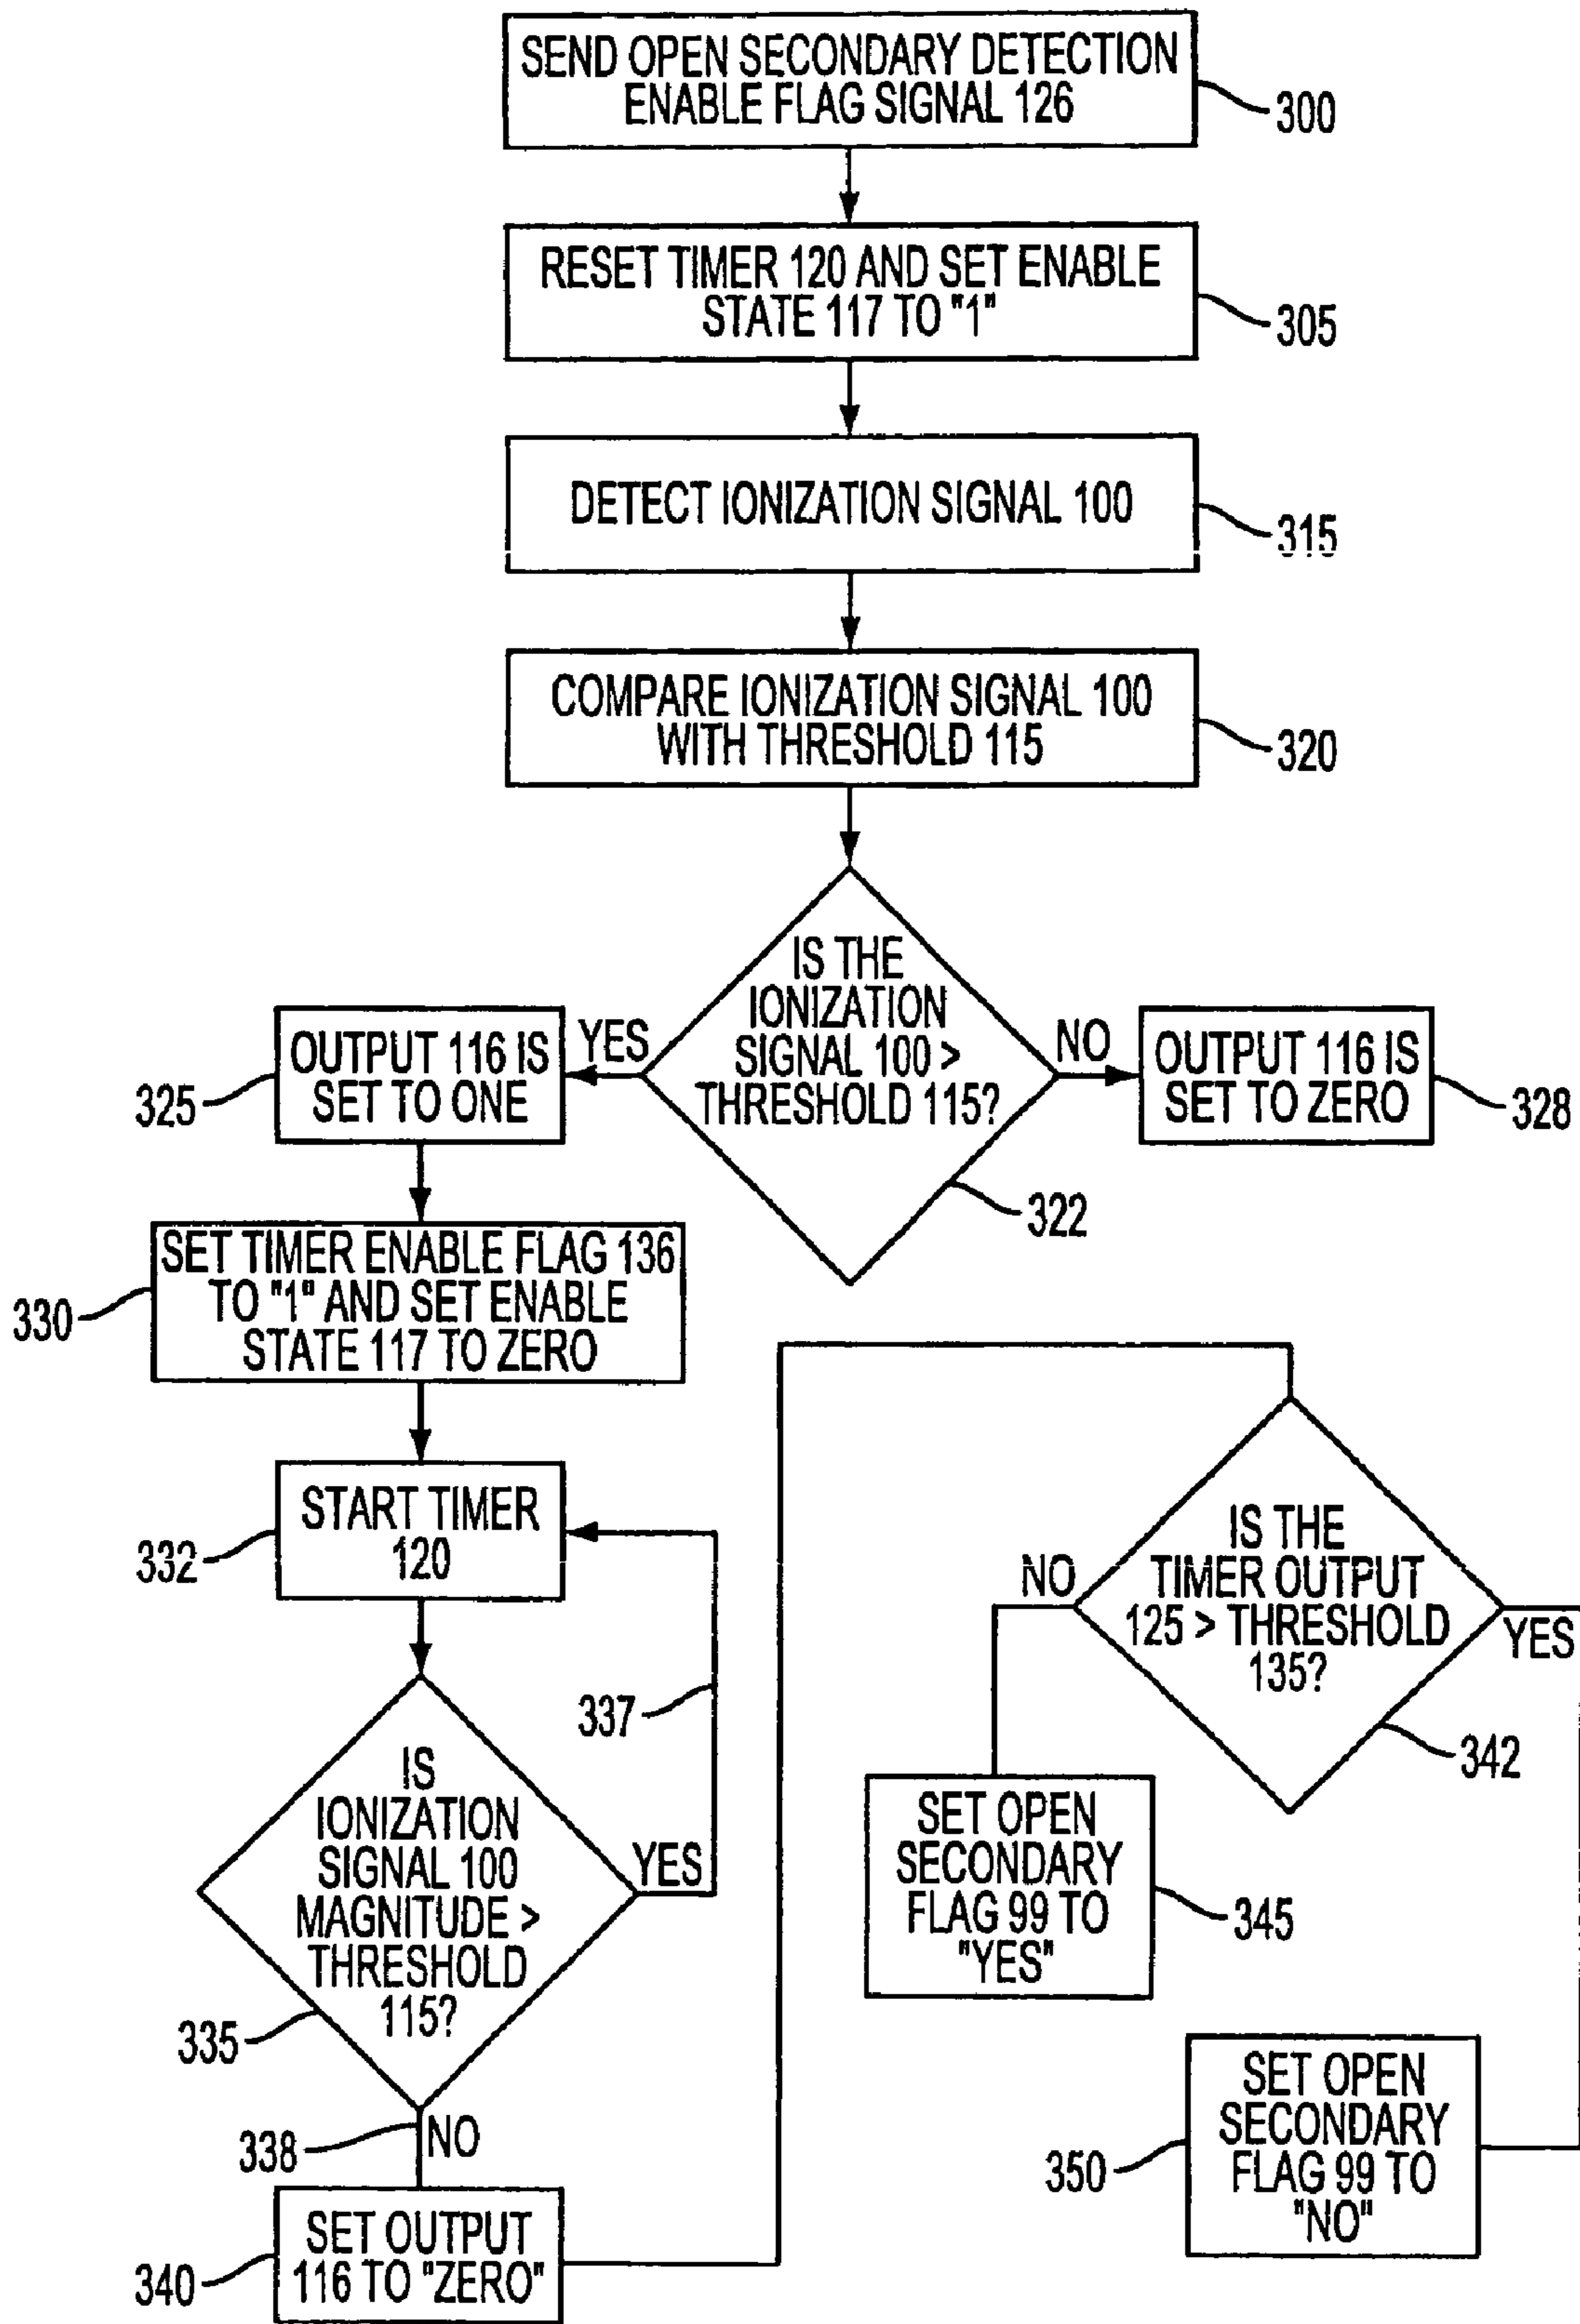 SEND OPEN SECONDARY DETECTION
ENABLE FLAG SIGNAL 126
300
RESET TIMER 120 AND SET ENABLE
STATE 117 TO "1"
305
DETECT IONIZATION SIGNAL 100
315
COMPARE IONIZATION SIGNAL 100
WITH THRESHOLD 115
320
IS THE
IONIZATION
SIGNAL 100 >
THRESHOLD 115?
322
YES
NO
OUTPUT 116 IS
SET TO ONE
325
OUTPUT 116 IS
SET TO ZERO
328
SET TIMER ENABLE FLAG 136
TO "1" AND SET ENABLE
STATE 117 TO ZERO
330
START TIMER
120
332
337
IS
IONIZATION
SIGNAL 100
MAGNITUDE >
THRESHOLD
115?
335
YES
338
NO
SET OUTPUT
116 TO "ZERO"
340
IS THE
TIMER OUTPUT
125 > THRESHOLD
135?
342
NO
YES
SET OPEN
SECONDARY
FLAG 99 TO
"YES"
345
SET OPEN
SECONDARY
FLAG 99 TO
"NO"
350